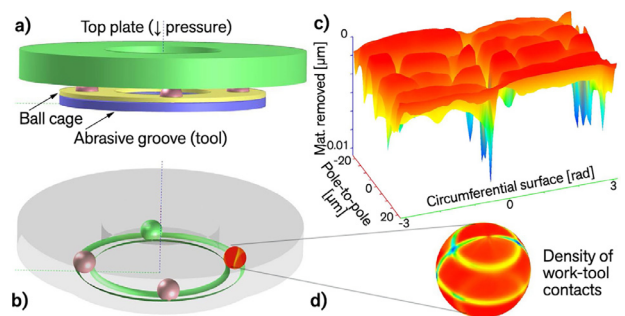 a)
Top plate (↓ pressure)
Ball cage
Abrasive groove (tool)
b)
c)
Mat removed [µm]
0
0.01
-20
0
20
Pole-to-pole
[µm]
-3
0
3
Circumferential surface [rad]
d)
Density of
work-tool
contacts